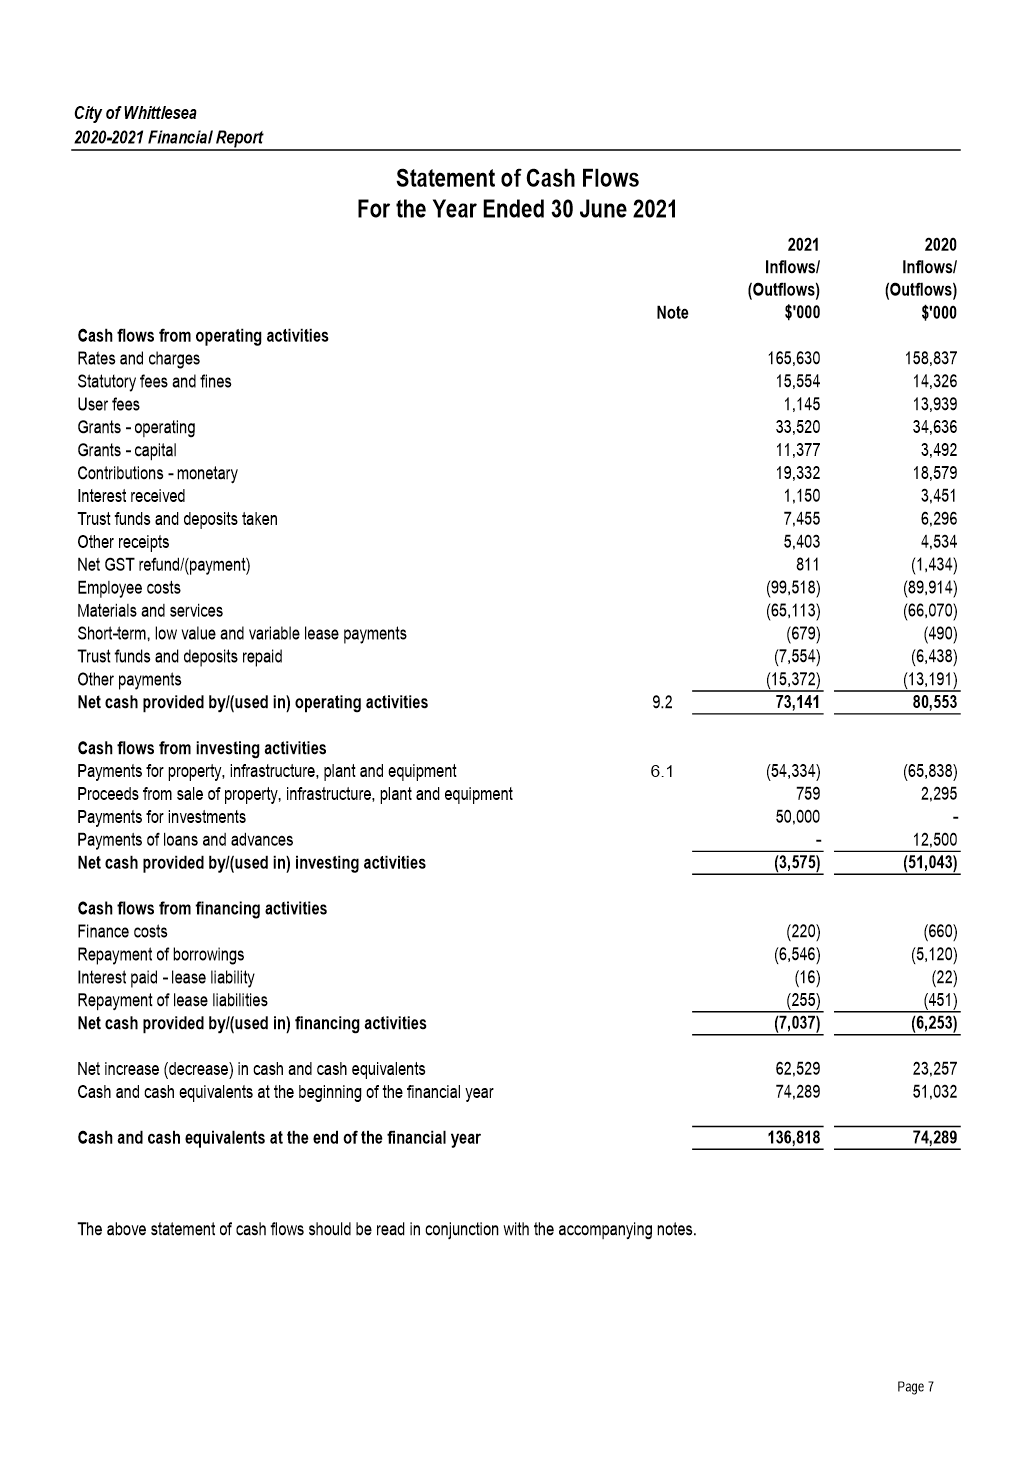 City of Whittlesea
2020-2021 Financial Report
Statement of Cash Flows
For the Year Ended 30 June 2021
2021 2020
Inflows/ Inflows/
(Outflows) (Outflows)
Note $'000 $'000
Cash flows from operating activities
Rates and charges 165,630 158,837
Statutory fees and fines 15,554 14,326
User fees 1,145 13,939
Grants - operating 33,520 34,636
Grants - capital 11,377 3,492
Contributions - monetary 19,332 18,579
Interest received 1,150 3,451
Trust funds and deposits taken 7,455 6,296
Other receipts 5,403 4,534
Net GST refund/(payment) 811 (1,434)
Employee costs (99,518) (89,914)
Materials and services (65,113) (66,070)
Short-term, low value and variable lease payments (679) (490)
Trust funds and deposits repaid (7,554) (6,438)
Other payments (15,372) (13,191)
Net cash provided by/(used in) operating activities 9.2 73,141 80,553
Cash flows from investing activities
Payments for property, infrastructure, plant and equipment 6.1 (54,334) (65,838)
Proceeds from sale of property, infrastructure, plant and equipment 759 2,295
Payments for investments 50,000 -
Payments of loans and advances - 12,500
Net cash provided by/(used in) investing activities (3,575) (51,043)
Cash flows from financing activities
Finance costs (220) (660)
Repayment of borrowings (6,546) (5,120)
Interest paid - lease liability (16) (22)
Repayment of lease liabilities (255) (451)
Net cash provided by/(used in) financing activities (7,037) (6,253)
Net increase (decrease) in cash and cash equivalents 62,529 23,257
Cash and cash equivalents at the beginning of the financial year 74,289 51,032
Cash and cash equivalents at the end of the financial year 136,818 74,289
The above statement of cash flows should be read in conjunction with the accompanying notes.
Page 7